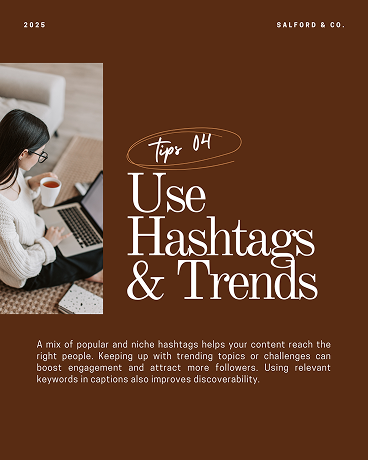 2025
SALFORD & CO.
tips 04
Use
Hashtags
& Trends
A mix of popular and niche hashtags helps your content reach the
right people. Keeping up with trending topics or challenges can
boost engagement and attract more followers. Using relevant
keywords in captions also improves discoverability.